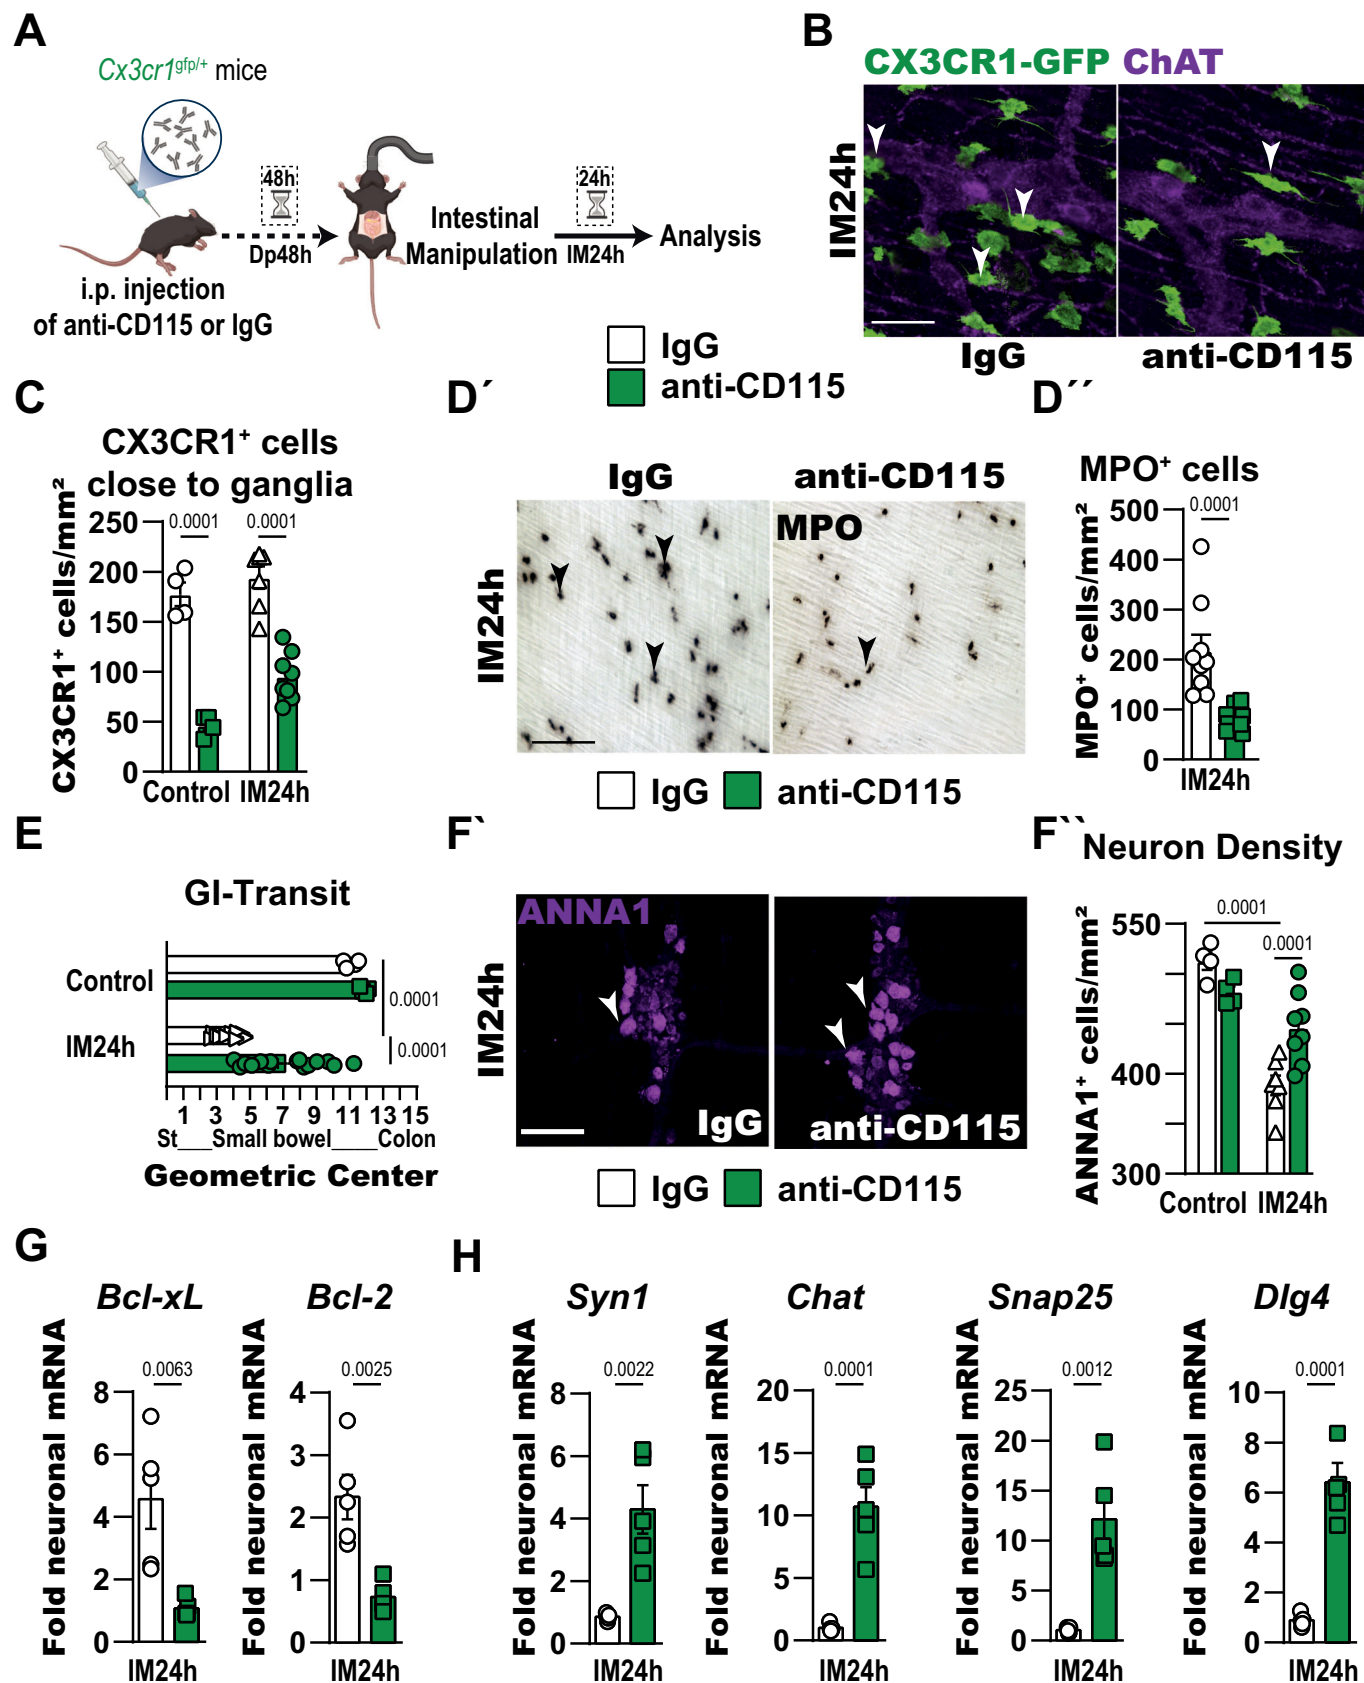 A
Cx3cr1gfp/+ mice
48h
Dp48h
Intestinal
Manipulation
24h
IM24h
Analysis
i.p. injection
of anti-CD115 or IgG
B
CX3CR1-GFP ChAT
IM24h
IgG
anti-CD115
IgG
anti-CD115
C
CX3CR1+ cells
close to ganglia
CX3CR1+ cells/mm²
250
200
150
100
50
0
0.0001
0.0001
Control
IM24h
D´
IgG
anti-CD115
MPO
IM24h
IgG
anti-CD115
D´´
MPO+ cells
MPO+ cells/mm²
500
400
300
200
100
0
0.0001
IM24h
E
GI-Transit
Control
IM24h
0.0001
0.0001
1 3 5 7 9 11 13 15
St___Small bowel____Colon
Geometric Center
F`
ANNA1
IM24h
IgG
anti-CD115
IgG
anti-CD115
F``
Neuron Density
ANNA1+ cells/mm²
550
400
300
0.0001
0.0001
Control
IM24h
G
Bcl-xL
Fold neuronal mRNA
8
6
4
2
0
0.0063
IM24h
Bcl-2
Fold neuronal mRNA
4
3
2
1
0
0.0025
IM24h
H
Syn1
Fold neuronal mRNA
8
6
4
2
0
0.0022
IM24h
Chat
Fold neuronal mRNA
20
15
10
5
0
0.0001
IM24h
Snap25
Fold neuronal mRNA
25
20
15
10
5
0
0.0012
IM24h
Dlg4
Fold neuronal mRNA
10
8
6
4
2
0
0.0001
IM24h